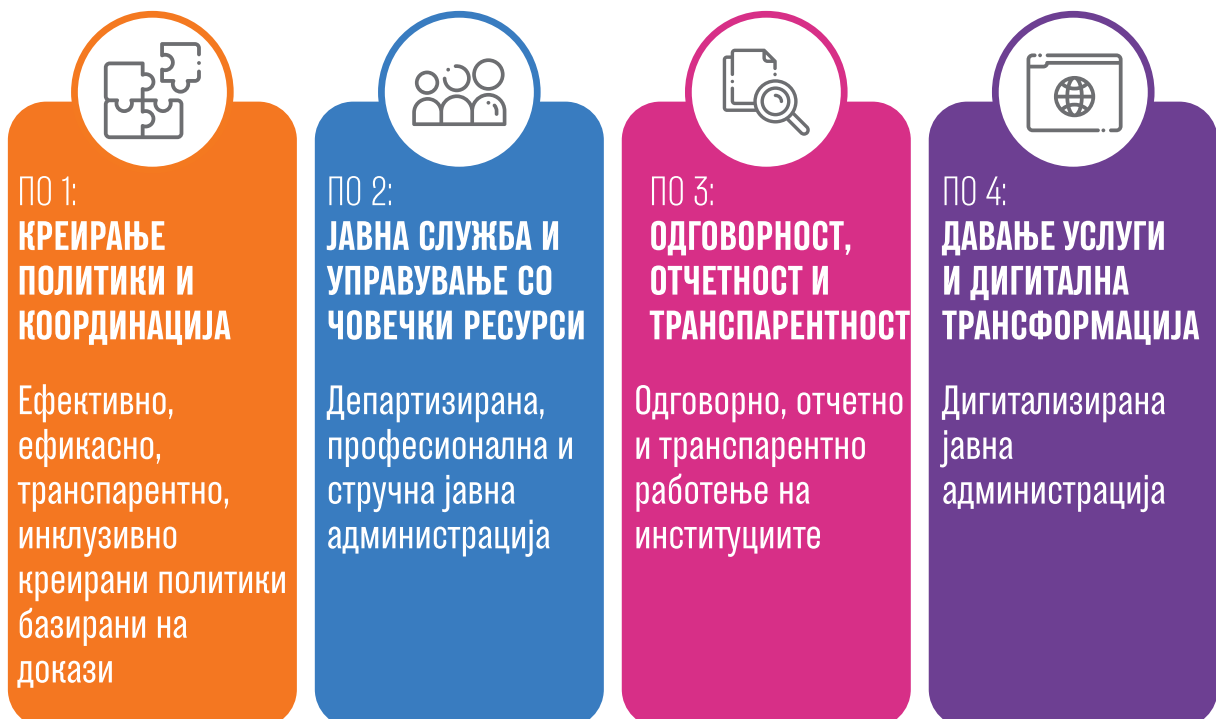 ПО 1:
КРЕИРАЊЕ
ПОЛИТИКИ И
КООРДИНАЦИЈА
Ефективно,
ефикасно,
транспарентно,
инклузивно
креирани политики
базирани на
докази
ПО 2:
ЈАВНА СЛУЖБА И
УПРАВУВАЊЕ СО
ЧОВЕЧКИ РЕСУРСИ
Департизирана,
професионална и
стручна јавна
администрација
ПО 3:
ОДГОВОРНОСТ,
ОТЧЕТНОСТ И
ТРАНСПАРЕНТНОСТ
Одговорно, отчетно
и транспарентно
работење на
институциите
ПО 4:
ДАВАЊЕ УСЛУГИ
И ДИГИТАЛНА
ТРАНСФОРМАЦИЈА
Дигитализирана
јавна
администрација